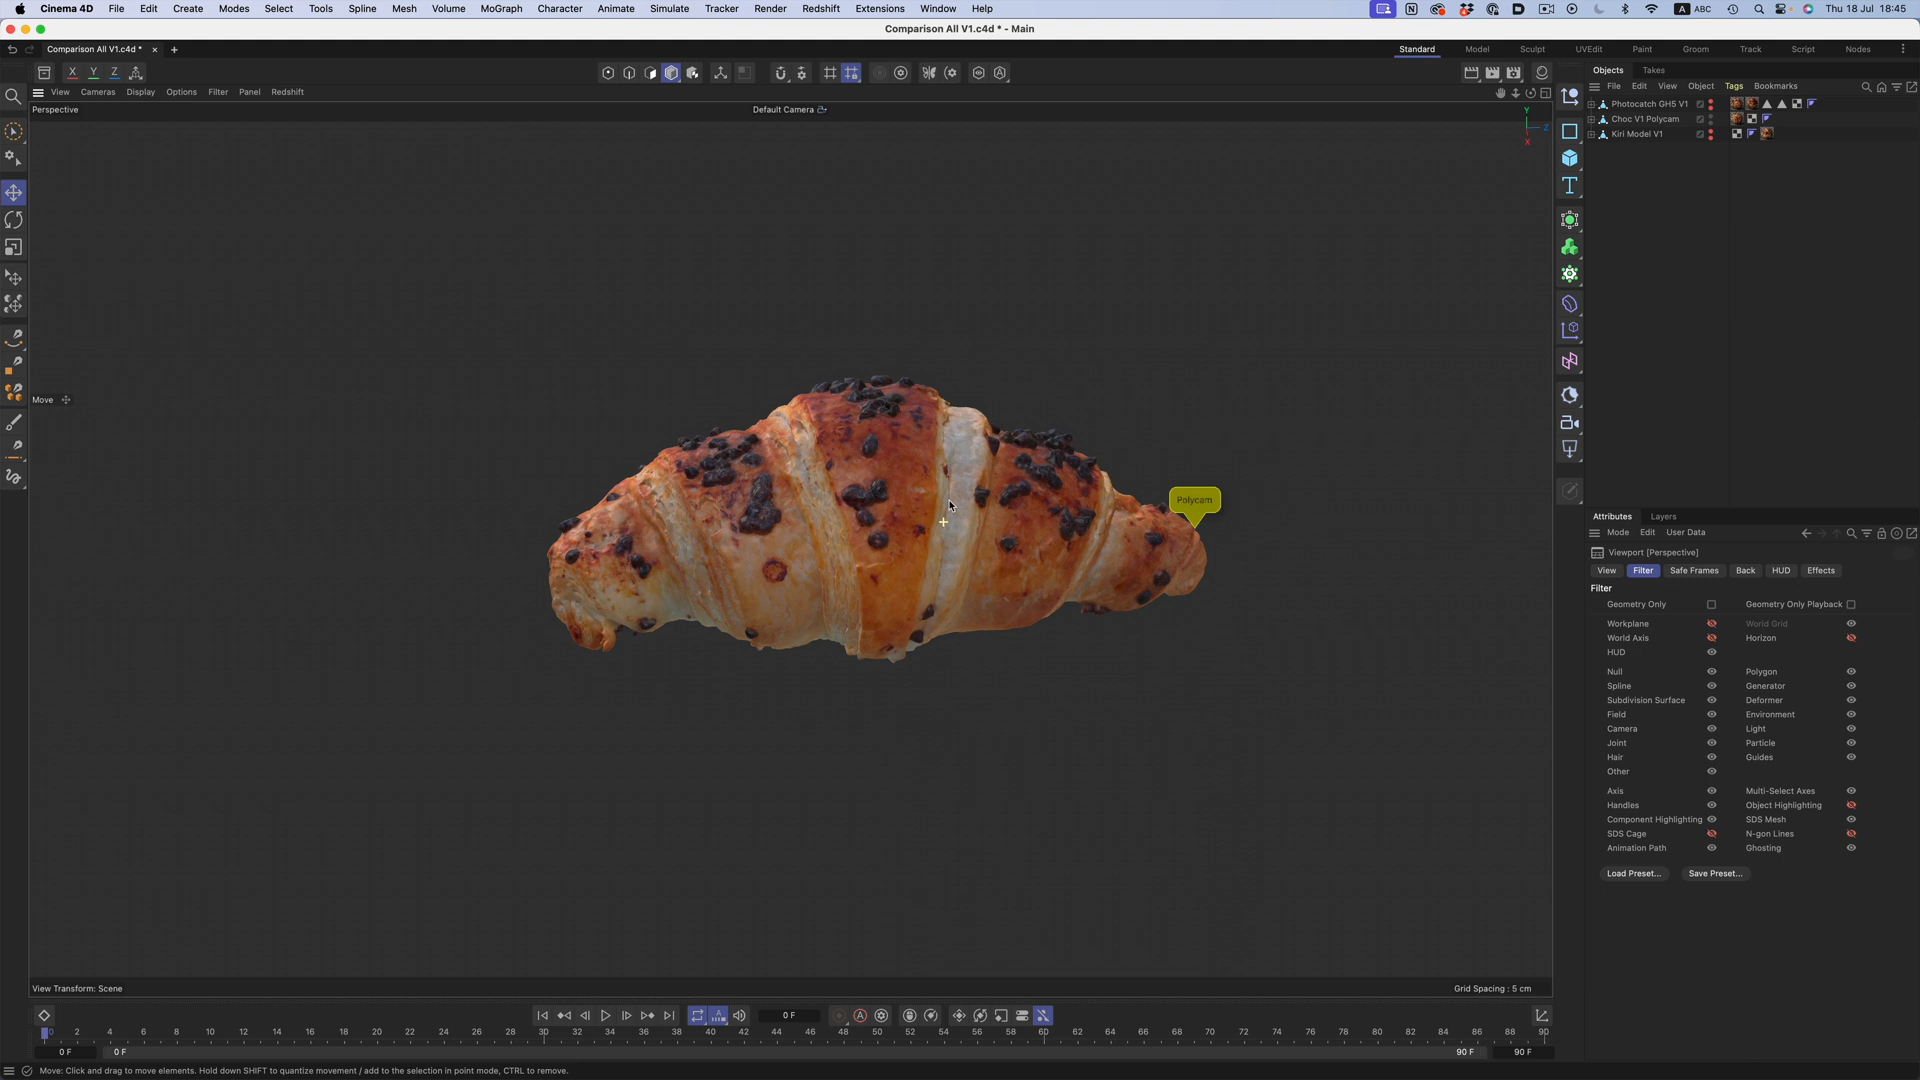 Cinema 4D File Edit Create Modes Select Tools Spline Mesh Volume MoGraph Character Animate Simulate Tracker Render Redshift Extensions Window Help A ABC Thu 18 Jul 18:45
Comparison All V1.c4d * - Main
Comparison All V1.c4d * × + Standard Model Sculpt UVEdit Paint Groom Track Script Nodes
X Y Z
Objects Takes
File Edit View Object Tags Bookmarks
View Cameras Display Options Filter Panel Redshift
Perspective Default Camera
Y
Z
X
Photocatch GH5 V1
Choc V1 Polycam
Kiri Model V1
Move
Polycam
Attributes Layers
Mode Edit User Data
Viewport [Perspective]
View Filter Safe Frames Back HUD Effects
Filter
Geometry Only Geometry Only Playback
Workplane World Grid
World Axis Horizon
HUD
Null Polygon
Spline Generator
Subdivision Surface Deformer
Field Environment
Camera Light
Joint Particle
Hair Guides
Other
Axis Multi-Select Axes
Handles Object Highlighting
Component Highlighting SDS Mesh
SDS Cage N-gon Lines
Animation Path Ghosting
Load Preset... Save Preset...
View Transform: Scene Grid Spacing : 5 cm
0 F
0 2 4 6 8 10 12 14 16 18 20 22 24 26 28 30 32 34 36 38 40 42 44 46 48 50 52 54 56 58 60 62 64 66 68 70 72 74 76 78 80 82 84 86 88 90
0 F 0 F 90 F 90 F
Move: Click and drag to move elements. Hold down SHIFT to quantize movement / add to the selection in point mode, CTRL to remove.